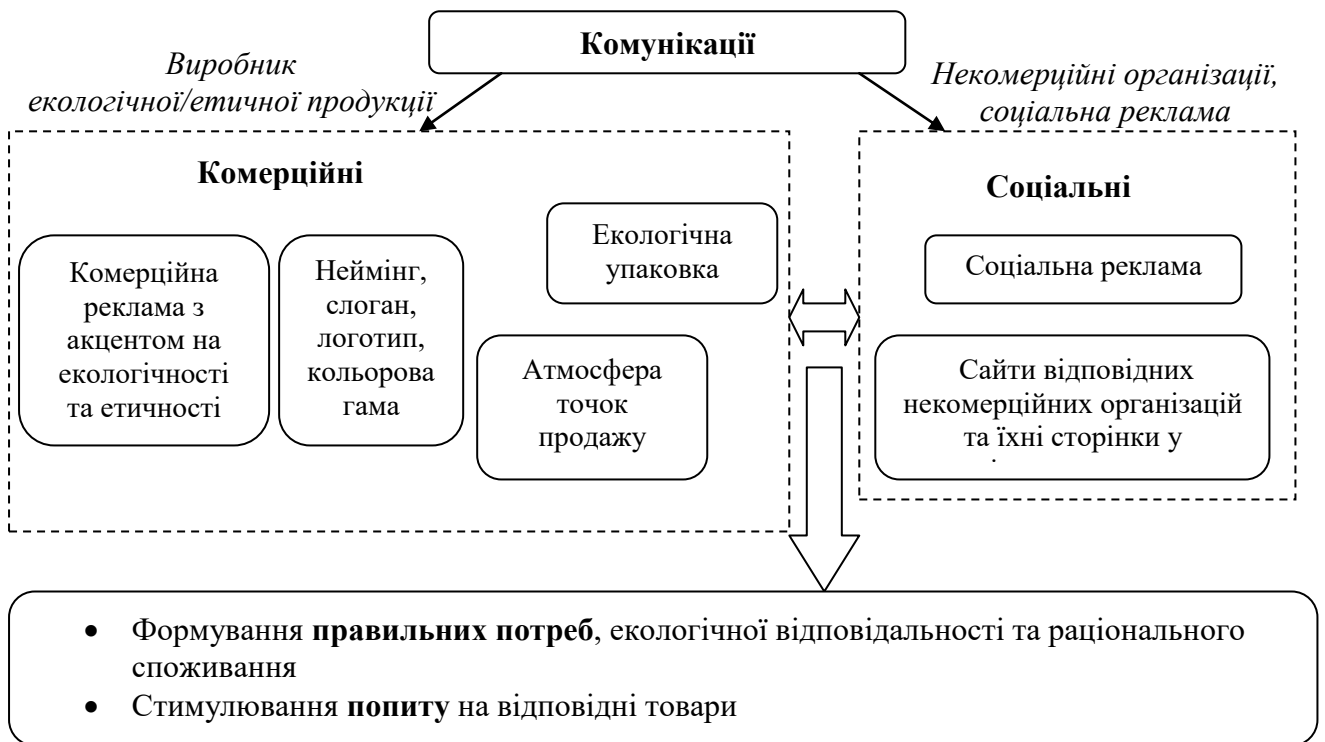 Комунікації
Виробник
екологічної/етичної продукції
Некомерційні організації,
соціальна реклама
Комерційні
Комерційна
реклама з
акцентом на
екологічності
та етичності
Неймінг,
слоган,
логотип,
кольорова
гама
Екологічна
упаковка
Атмосфера
точок
продажу
Соціальні
Соціальна реклама
Сайти відповідних
некомерційних організацій
та їхні сторінки у
• Формування правильних потреб, екологічної відповідальності та раціонального
споживання
• Стимулювання попиту на відповідні товари